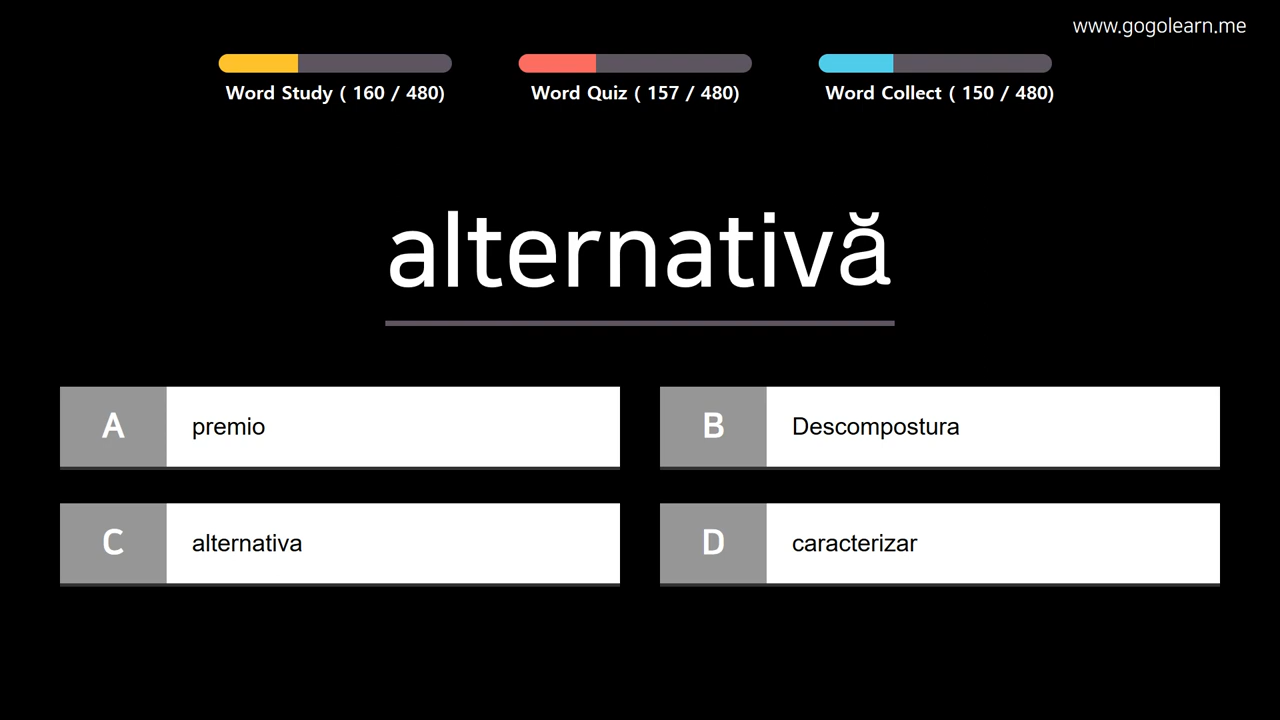 www.gogolearn.me
Word Study ( 160 / 480)
Word Quiz ( 157 / 480)
Word Collect ( 150 / 480)
alternativă
A premio
B Descompostura
C alternativa
D caracterizar